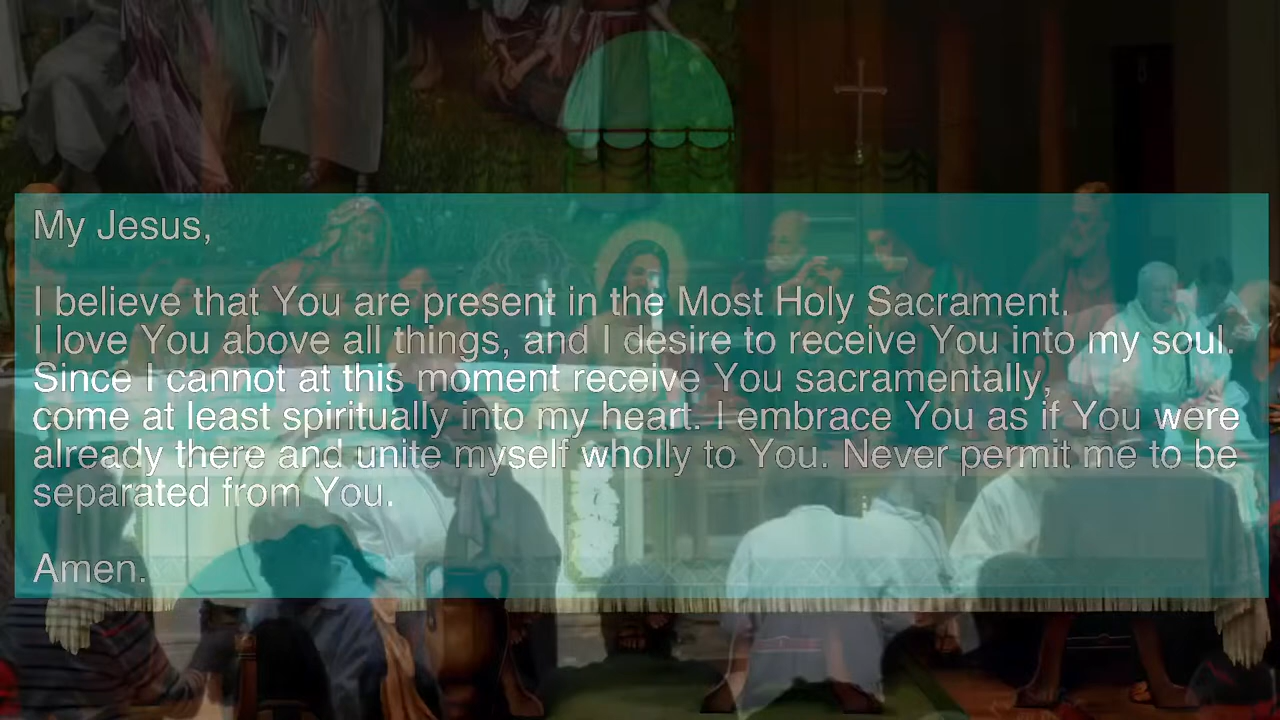 My Jesus,
I believe that You are present in the Most Holy Sacrament.
I love You above all things, and I desire to receive You into my soul.
Since I cannot at this moment receive You sacramentally,
come at least spiritually into my heart. I embrace You as if You were
already there and unite myself wholly to You. Never permit me to be
separated from You.
Amen.